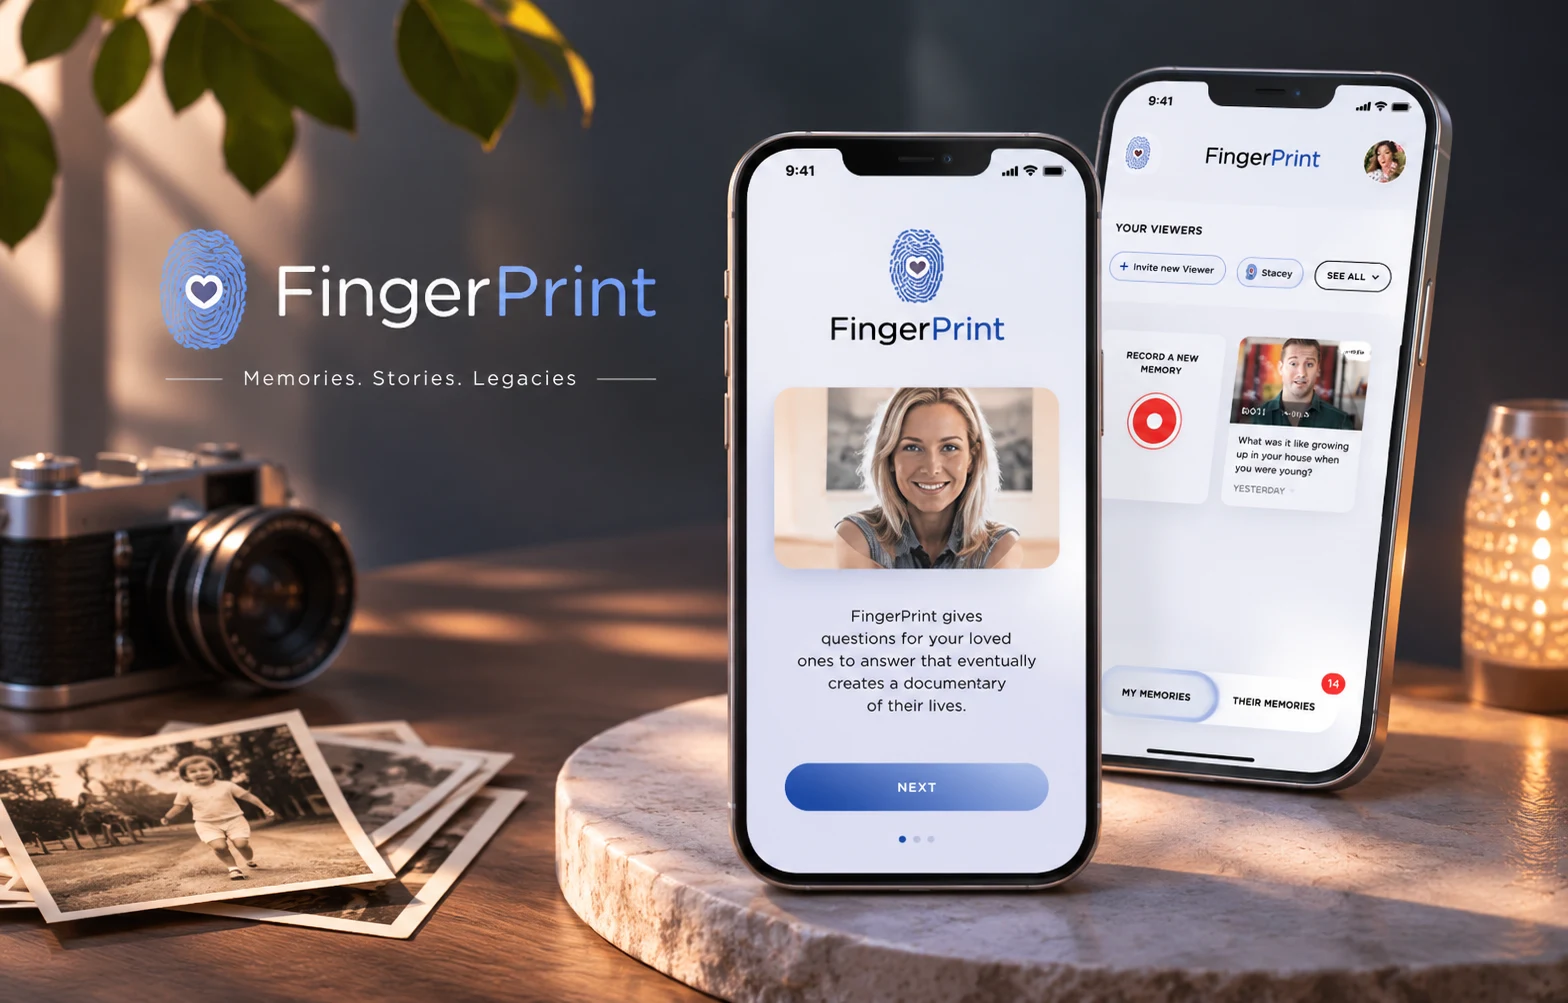 FingerPrint
Memories. Stories. Legacies
9:41
FingerPrint
FingerPrint gives
questions for your loved
ones to answer that eventually
creates a documentary
of their lives.
NEXT
9:41
FingerPrint
YOUR VIEWERS
+ Invite new Viewer
Stacey
SEE ALL
RECORD A NEW
MEMORY
What was it like growing
up in your house when
you were young?
YESTERDAY
MY MEMORIES
THEIR MEMORIES
14